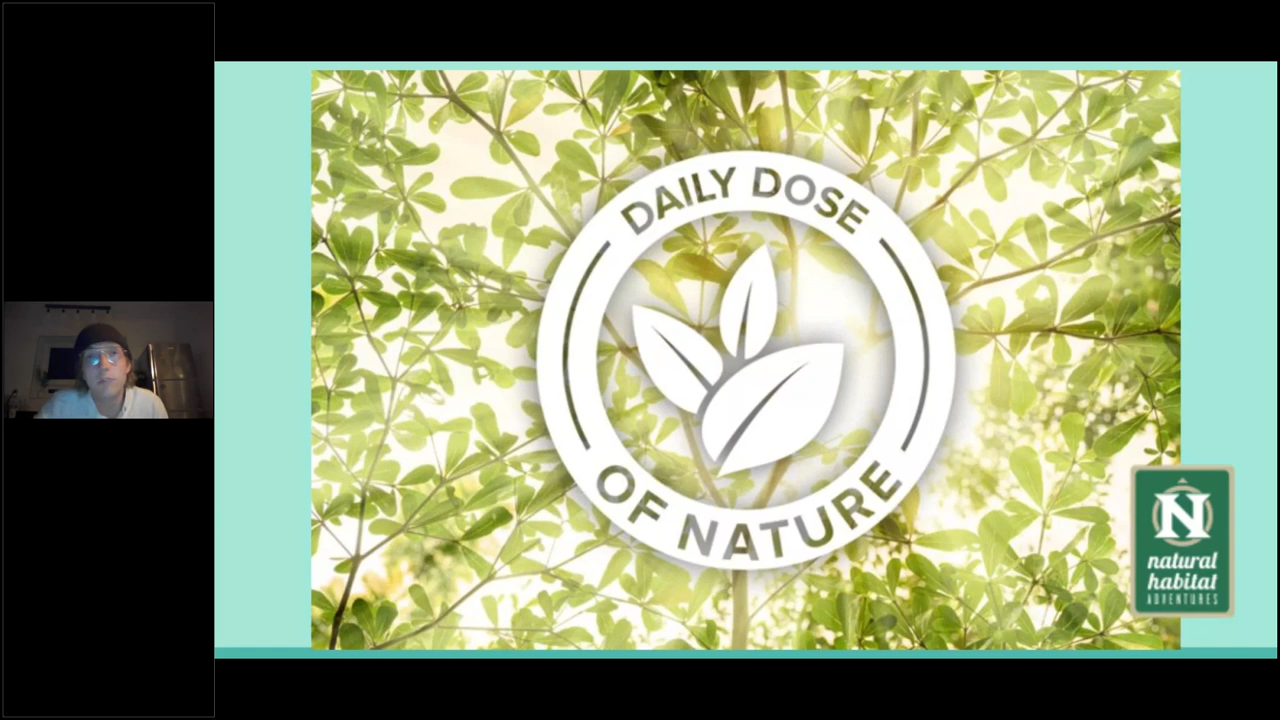 DAILY DOSE
OF NATURE
N
natural
habitat
ADVENTURES